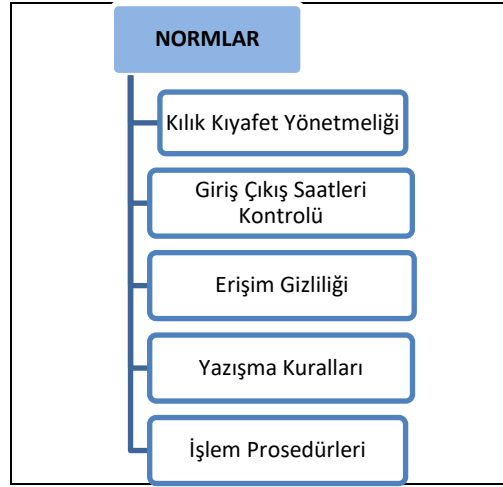 NORMLAR
Kılık Kıyafet Yönetmeliği
Giriş Çıkış Saatleri
Kontrolü
Erişim Gizliliği
Yazışma Kuralları
İşlem Prosedürleri